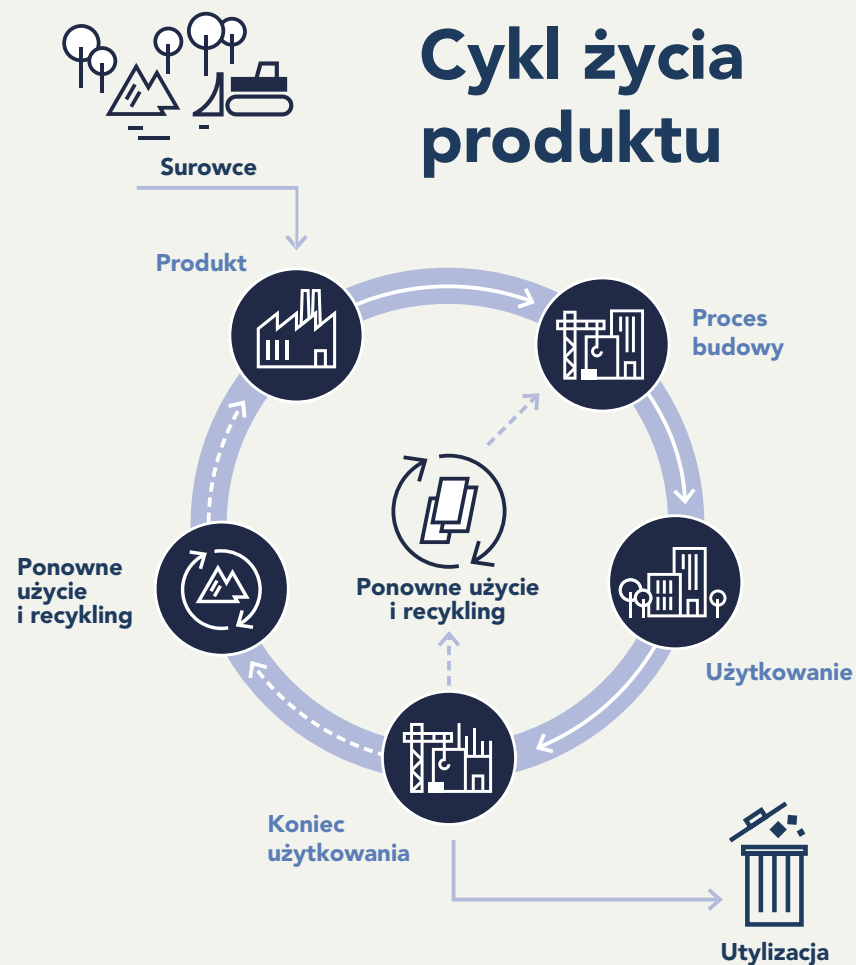 Cykl życia
produktu
Surowce
Produkt
Proces
budowy
Ponowne
użycie
i recykling
Ponowne użycie
i recykling
Użytkowanie
Koniec
użytkowania
Utylizacja